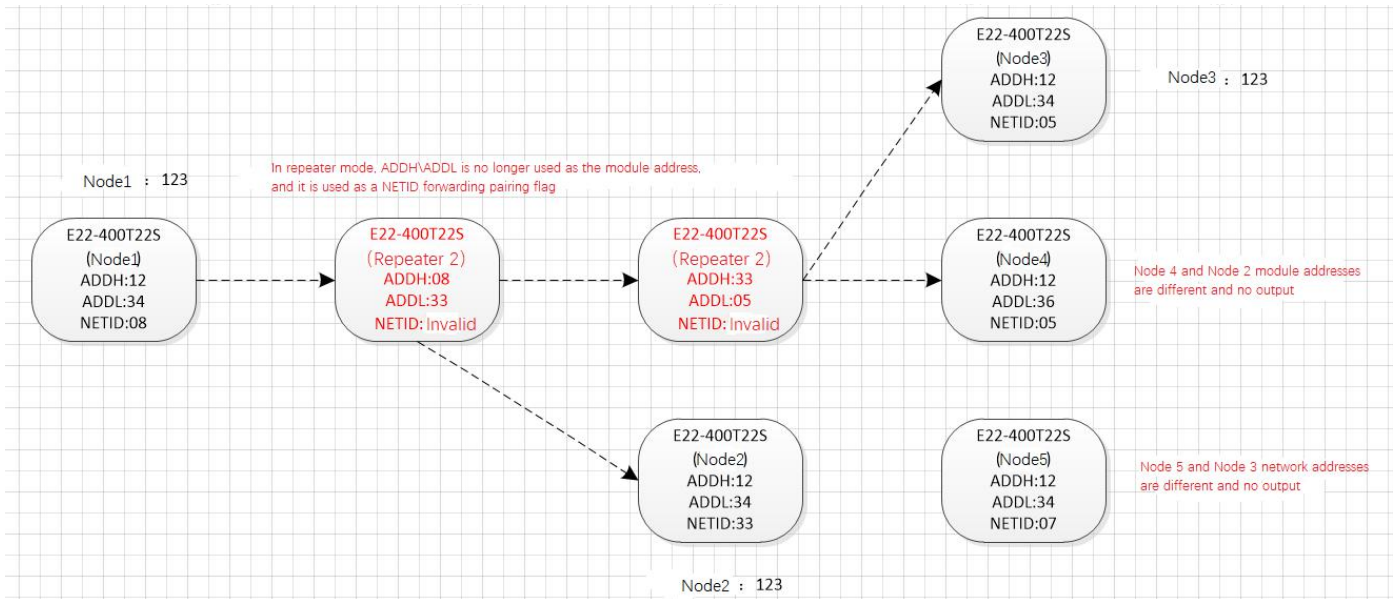 E22-400T22S
(Node3)
ADDH:12
ADDL:34
NETID:05
Node3 : 123
In repeater mode, ADDH\ADDL is no longer used as the module address,
and it is used as a NETID forwarding pairing flag
Node1 : 123
E22-400T22S
(Node1)
ADDH:12
ADDL:34
NETID:08
E22-400T22S
(Repeater 2)
ADDH:08
ADDL:33
NETID: Invalid
E22-400T22S
(Repeater 2)
ADDH:33
ADDL:05
NETID: Invalid
E22-400T22S
(Node4)
ADDH:12
ADDL:36
NETID:05
Node 4 and Node 2 module addresses
are different and no output
E22-400T22S
(Node2)
ADDH:12
ADDL:34
NETID:33
E22-400T22S
(Node5)
ADDH:12
ADDL:34
NETID:07
Node 5 and Node 3 network addresses
are different and no output
Node2 : 123